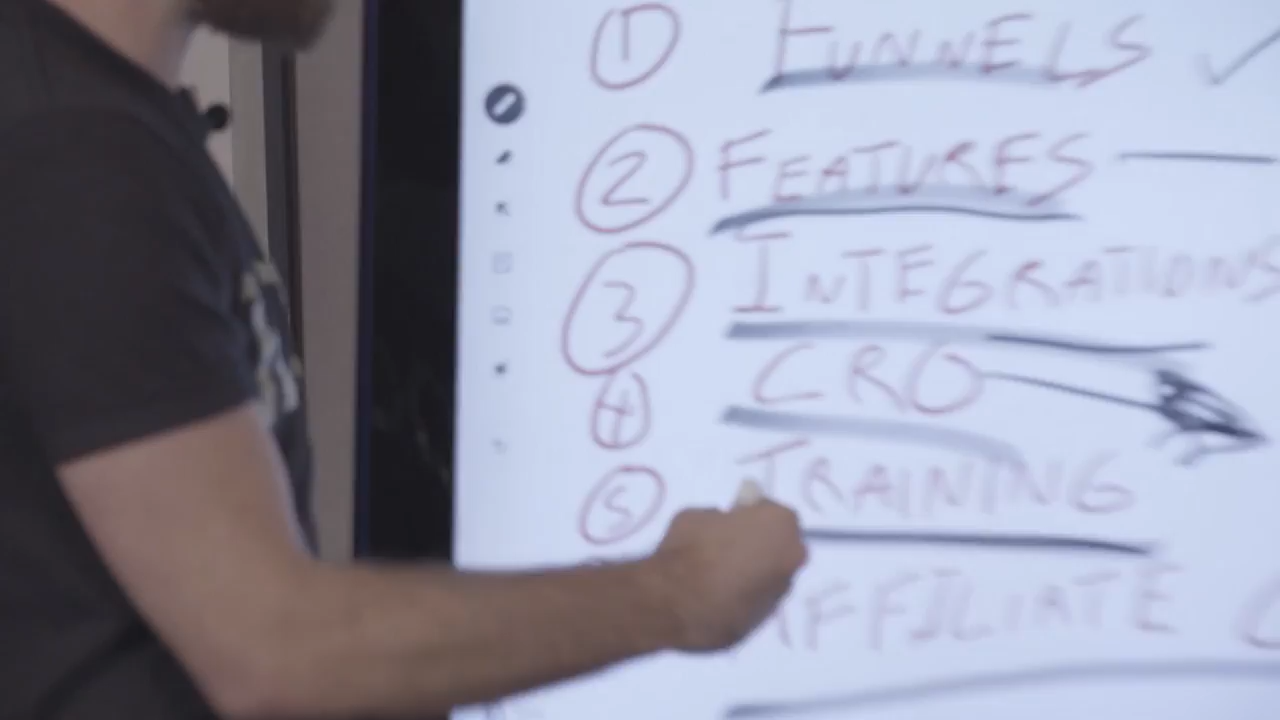 ① FUNNELS ✓
② FEATURES —
③ INTEGRATIONS
④ CRO
⑤ TRAINING
AFFILIATE